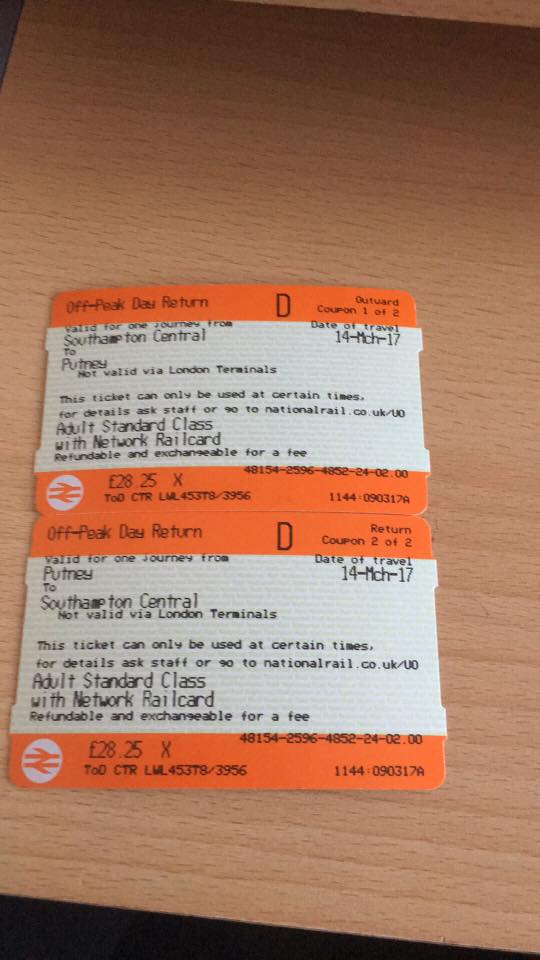 Off-Peak Day Return D Outward
Coupon 1 of 2
Valid for one journey from Date of travel
Southampton Central 14-Mch-17
To
Putney
Not valid via London Terminals
This ticket can only be used at certain times,
for details ask staff or go to nationalrail.co.uk/UO
Adult Standard Class
with Network Railcard
Refundable and exchangeable for a fee
48154-2596-4852-24-02.00
£28.25 X
ToD CTR LWL453T8/3956 1144:090317A
Off-Peak Day Return D Return
Coupon 2 of 2
Valid for one journey from Date of travel
Putney 14-Mch-17
To
Southampton Central
Not valid via London Terminals
This ticket can only be used at certain times,
for details ask staff or go to nationalrail.co.uk/UO
Adult Standard Class
with Network Railcard
Refundable and exchangeable for a fee
48154-2596-4852-24-02.00
£28.25 X
ToD CTR LWL453T8/3956 1144:090317A